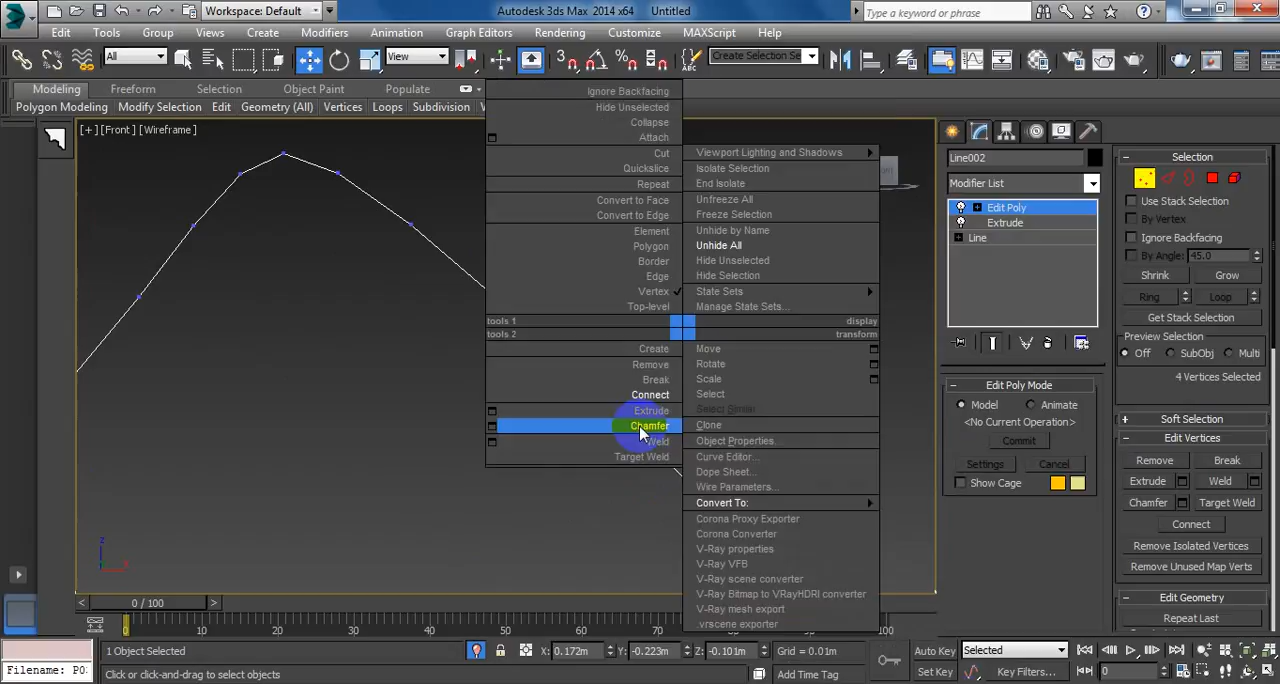 Workspace: Default
Autodesk 3ds Max 2014 x64 Untitled
Type a keyword or phrase
Edit Tools Group Views Create Modifiers Animation Graph Editors Rendering Customize MAXScript Help
All
View
Create Selection Se
Modeling Freeform Selection Object Paint Populate
Polygon Modeling Modify Selection Edit Geometry (All) Vertices Loops Subdivision
[+] [Front] [Wireframe]
Ignore Backfacing
Hide Unselected
Collapse
Attach
Cut
Quickslice
Repeat
Convert to Face
Convert to Edge
Element
Polygon
Border
Edge
Vertex
Top-level
tools 1
tools 2
Create
Remove
Break
Connect
Extrude
Chamfer
Weld
Target Weld
Viewport Lighting and Shadows
Isolate Selection
End Isolate
Unfreeze All
Freeze Selection
Unhide by Name
Unhide All
Hide Unselected
Hide Selection
State Sets
Manage State Sets...
display
transform
Move
Rotate
Scale
Select
Select Similar
Clone
Object Properties...
Curve Editor...
Dope Sheet...
Wire Parameters...
Convert To:
Corona Proxy Exporter
Corona Converter
V-Ray properties
V-Ray VFB
V-Ray scene converter
V-Ray Bitmap to VRayHDRI converter
V-Ray mesh export
.vrscene exporter
Line002
Modifier List
Edit Poly
Extrude
Line
Edit Poly Mode
Model Animate
<No Current Operation>
Commit
Settings Cancel
Show Cage
Selection
Use Stack Selection
By Vertex
Ignore Backfacing
By Angle: 45.0
Shrink Grow
Ring Loop
Get Stack Selection
Preview Selection
Off SubObj Multi
4 Vertices Selected
Soft Selection
Edit Vertices
Remove Break
Extrude Weld
Chamfer Target Weld
Connect
Remove Isolated Vertices
Remove Unused Map Verts
Edit Geometry
Repeat Last
0 / 100
0 10 20 30 40 50 60 70 100
1 Object Selected
X: 0.172m Y: -0.223m Z: -0.101m Grid = 0.01m
Auto Key Selected
Filename: P0:
Click or click-and-drag to select objects
Add Time Tag
Set Key Key Filters... 0